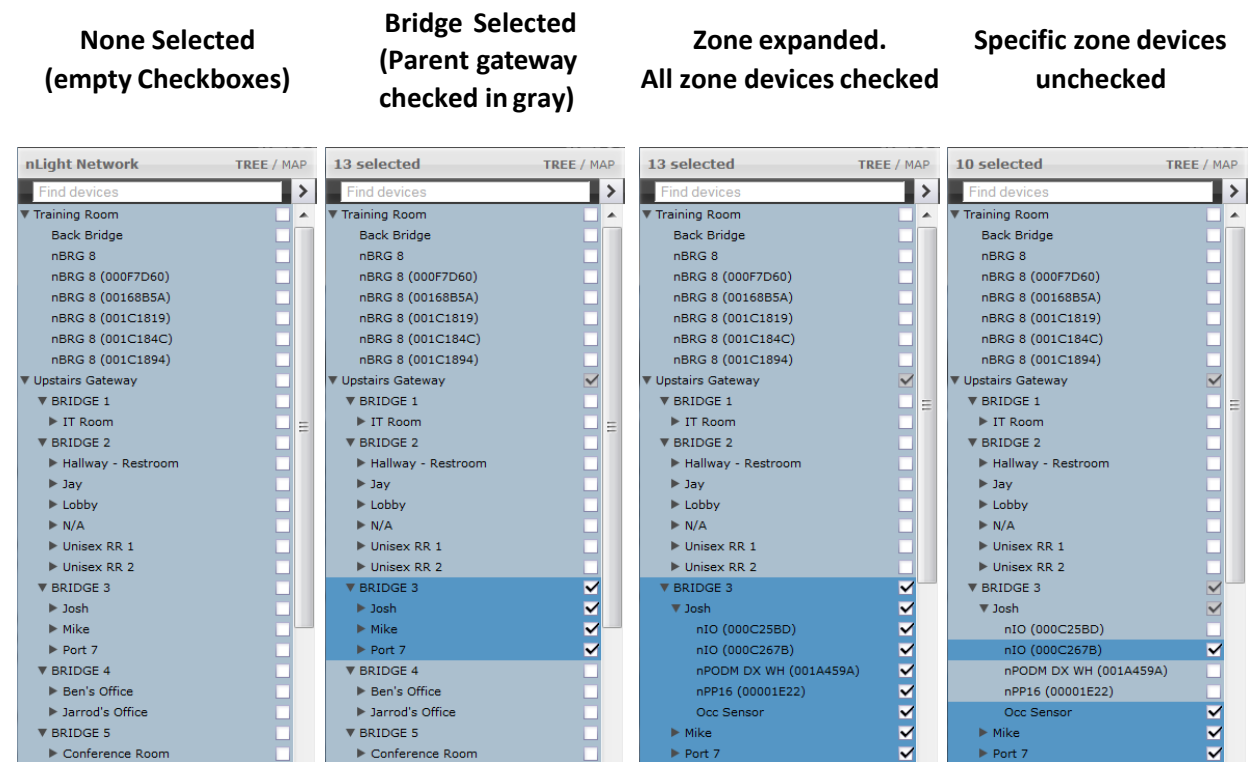 None Selected
(empty Checkboxes)
Bridge Selected
(Parent gateway
checked in gray)
Zone expanded.
All zone devices checked
Specific zone devices
unchecked
nLight Network TREE / MAP
Find devices
Training Room
Back Bridge
nBRG 8
nBRG 8 (000F7D60)
nBRG 8 (00168B5A)
nBRG 8 (001C1819)
nBRG 8 (001C184C)
nBRG 8 (001C1894)
Upstairs Gateway
BRIDGE 1
IT Room
BRIDGE 2
Hallway - Restroom
Jay
Lobby
N/A
Unisex RR 1
Unisex RR 2
BRIDGE 3
Josh
Mike
Port 7
BRIDGE 4
Ben's Office
Jarrod's Office
BRIDGE 5
Conference Room
13 selected TREE / MAP
Find devices
Training Room
Back Bridge
nBRG 8
nBRG 8 (000F7D60)
nBRG 8 (00168B5A)
nBRG 8 (001C1819)
nBRG 8 (001C184C)
nBRG 8 (001C1894)
Upstairs Gateway
BRIDGE 1
IT Room
BRIDGE 2
Hallway - Restroom
Jay
Lobby
N/A
Unisex RR 1
Unisex RR 2
BRIDGE 3
Josh
Mike
Port 7
BRIDGE 4
Ben's Office
Jarrod's Office
BRIDGE 5
Conference Room
13 selected TREE / MAP
Find devices
Training Room
Back Bridge
nBRG 8
nBRG 8 (000F7D60)
nBRG 8 (00168B5A)
nBRG 8 (001C1819)
nBRG 8 (001C184C)
nBRG 8 (001C1894)
Upstairs Gateway
BRIDGE 1
IT Room
BRIDGE 2
Hallway - Restroom
Jay
Lobby
N/A
Unisex RR 1
Unisex RR 2
BRIDGE 3
Josh
nIO (000C25BD)
nIO (000C267B)
nPODM DX WH (001A459A)
nPP16 (00001E22)
Occ Sensor
Mike
Port 7
10 selected TREE / MAP
Find devices
Training Room
Back Bridge
nBRG 8
nBRG 8 (000F7D60)
nBRG 8 (00168B5A)
nBRG 8 (001C1819)
nBRG 8 (001C184C)
nBRG 8 (001C1894)
Upstairs Gateway
BRIDGE 1
IT Room
BRIDGE 2
Hallway - Restroom
Jay
Lobby
N/A
Unisex RR 1
Unisex RR 2
BRIDGE 3
Josh
nIO (000C25BD)
nIO (000C267B)
nPODM DX WH (001A459A)
nPP16 (00001E22)
Occ Sensor
Mike
Port 7